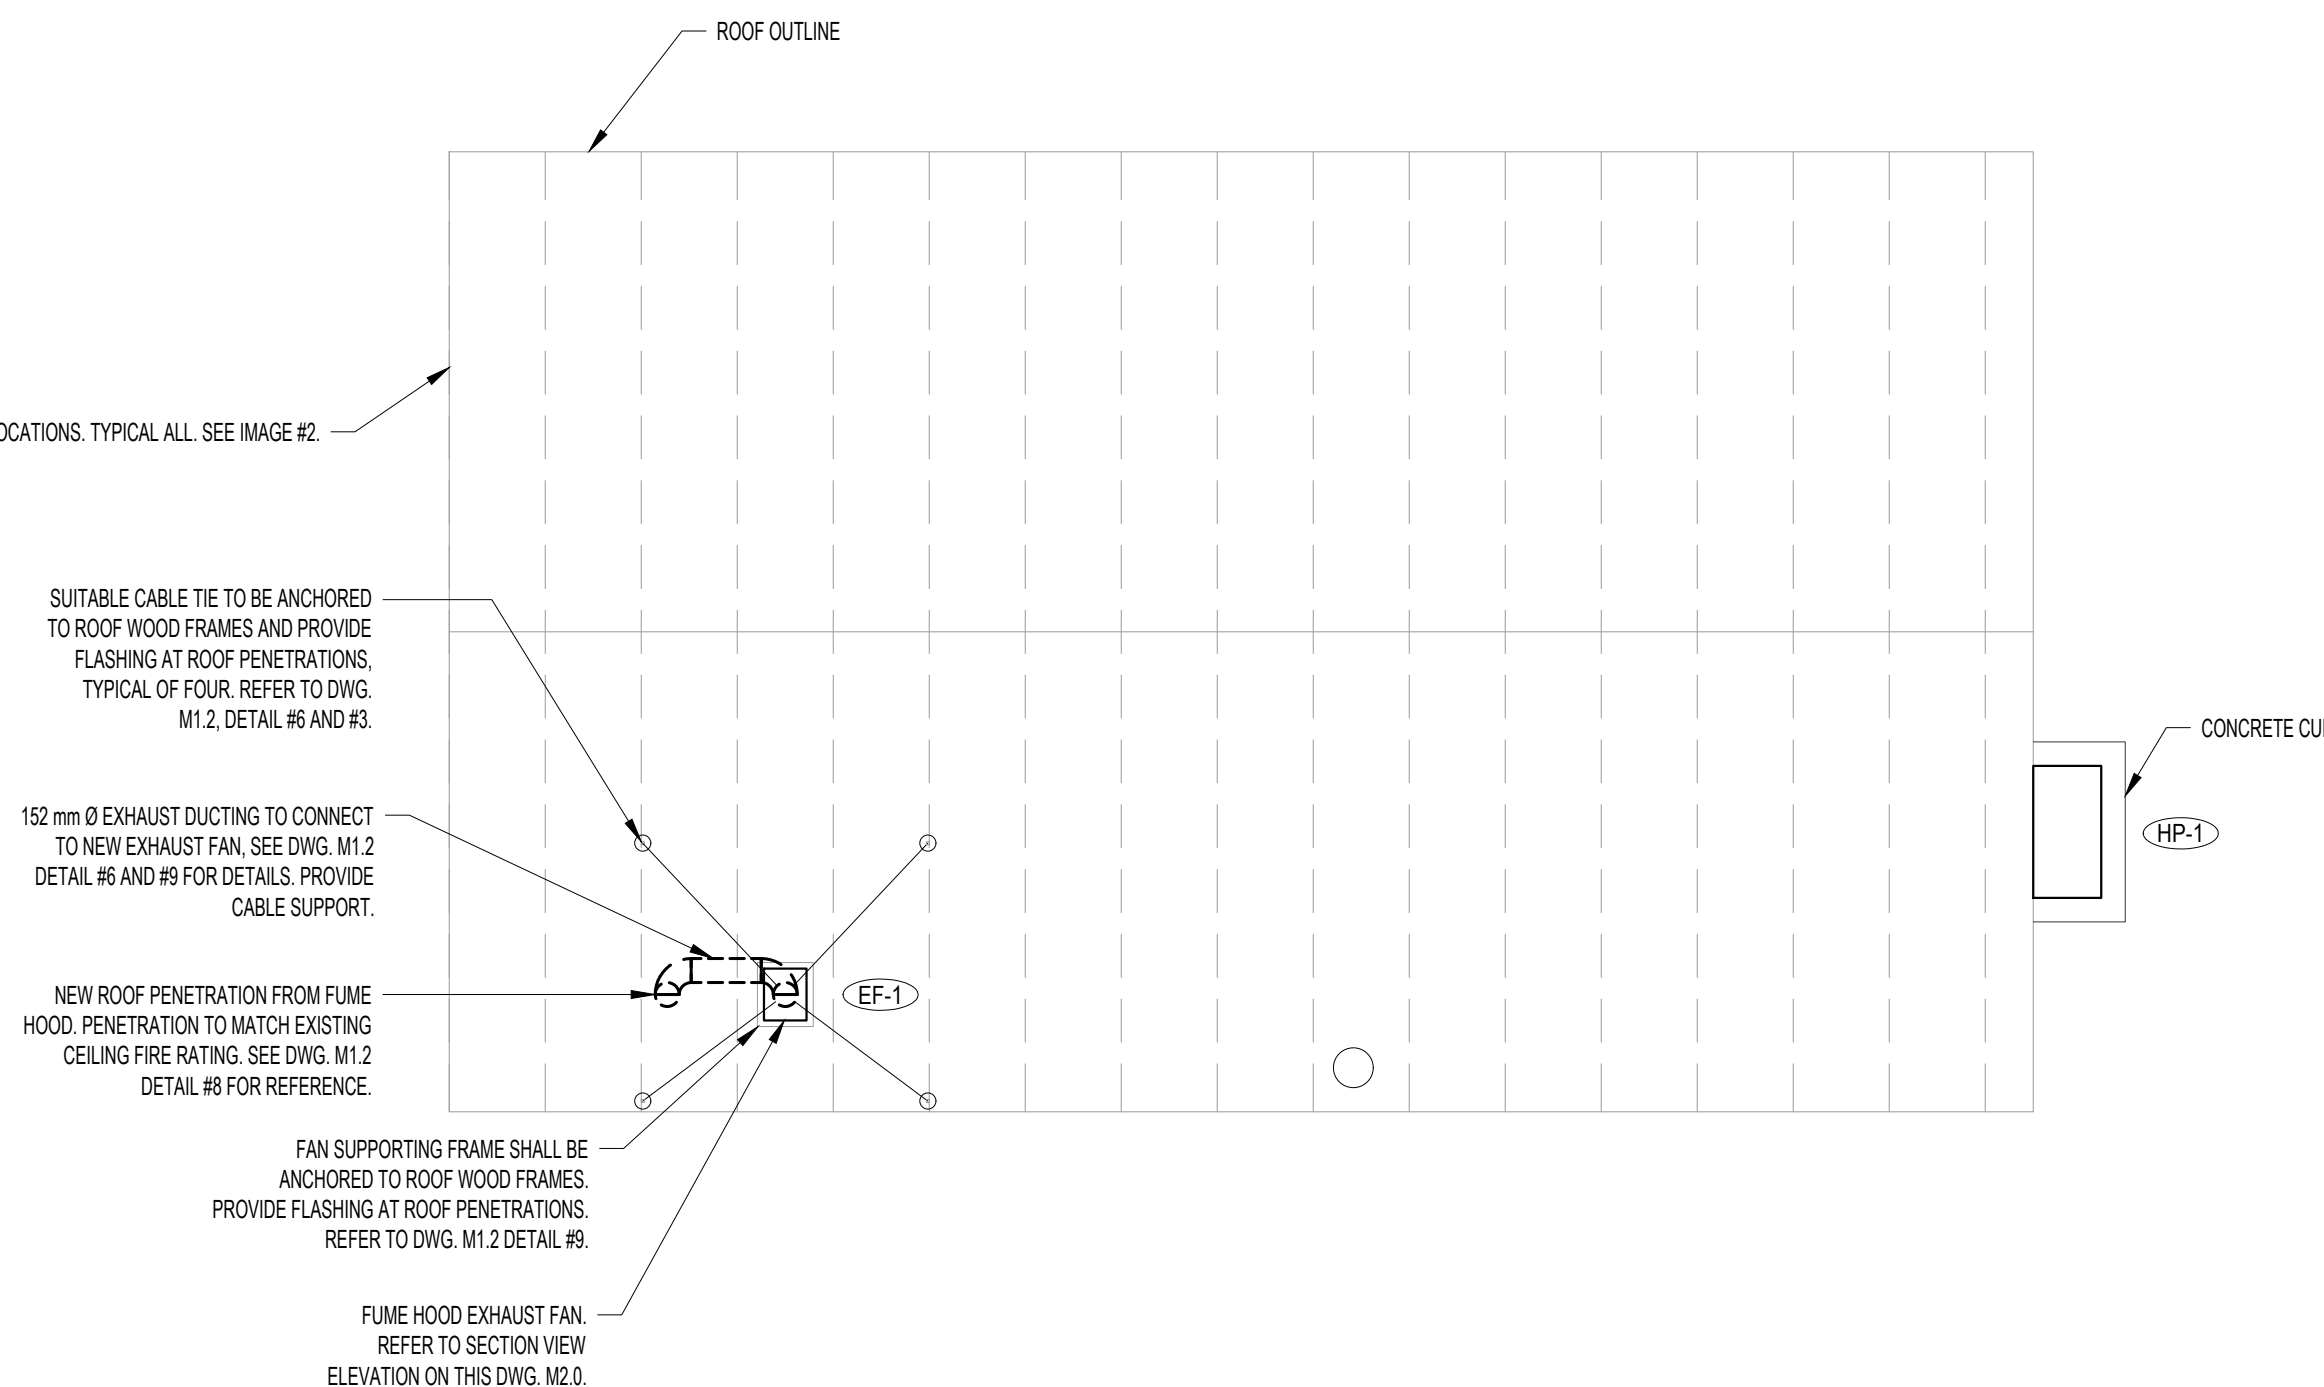 ROOF OUTLINE
TYPICAL ALL. SEE IMAGE #2.
SUITABLE CABLE TIE TO BE ANCHORED
TO ROOF WOOD FRAMES AND PROVIDE
FLASHING AT ROOF PENETRATIONS,
TYPICAL OF FOUR. REFER TO DWG.
M1.2, DETAIL #6 AND #3.
CONCRETE
HP-1
152 mm Ø EXHAUST DUCTING TO CONNECT
TO NEW EXHAUST FAN, SEE DWG. M1.2
DETAIL #6 AND #9 FOR DETAILS. PROVIDE
CABLE SUPPORT.
NEW ROOF PENETRATION FROM FUME
HOOD. PENETRATION TO MATCH EXISTING
CEILING FIRE RATING. SEE DWG. M1.2
DETAIL #8 FOR REFERENCE.
EF-1
FAN SUPPORTING FRAME SHALL BE
ANCHORED TO ROOF WOOD FRAMES.
PROVIDE FLASHING AT ROOF PENETRATIONS.
REFER TO DWG. M1.2 DETAIL #9.
FUME HOOD EXHAUST FAN.
REFER TO SECTION VIEW
ELEVATION ON THIS DWG. M2.0.